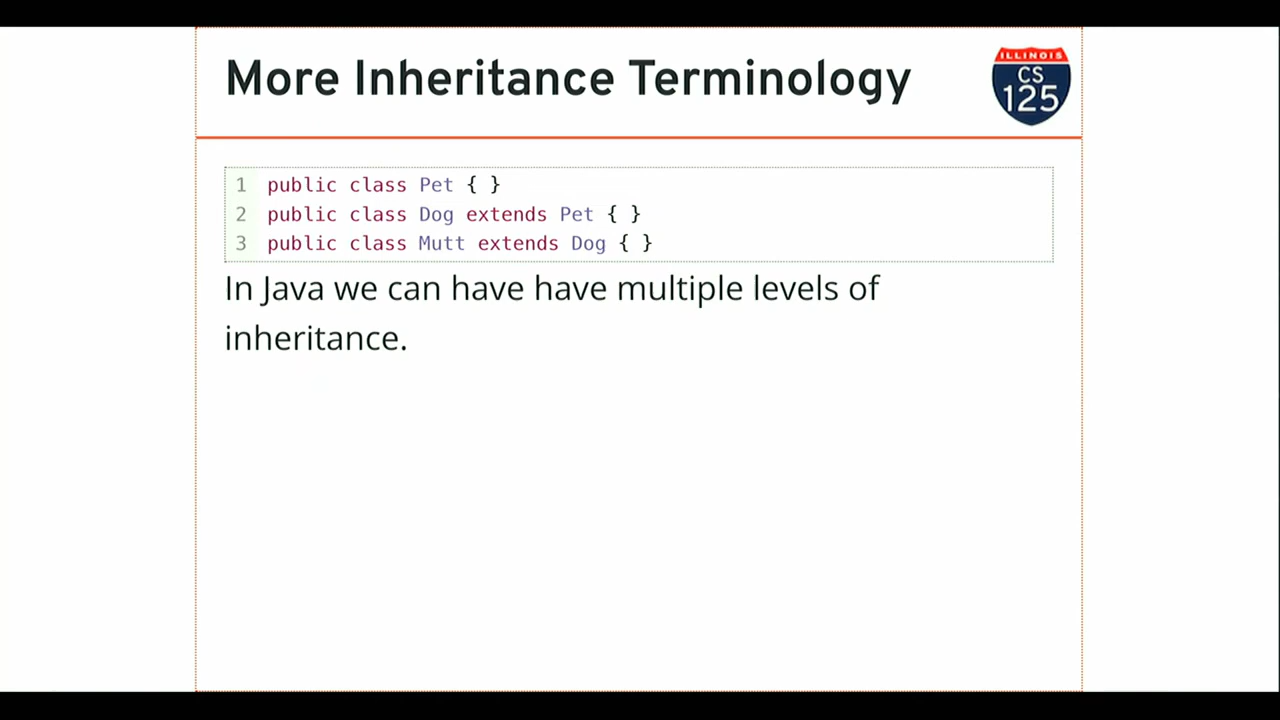 More Inheritance Terminology
ILLINOIS
CS
125
1 public class Pet { }
2 public class Dog extends Pet { }
3 public class Mutt extends Dog { }
In Java we can have have multiple levels of
inheritance.